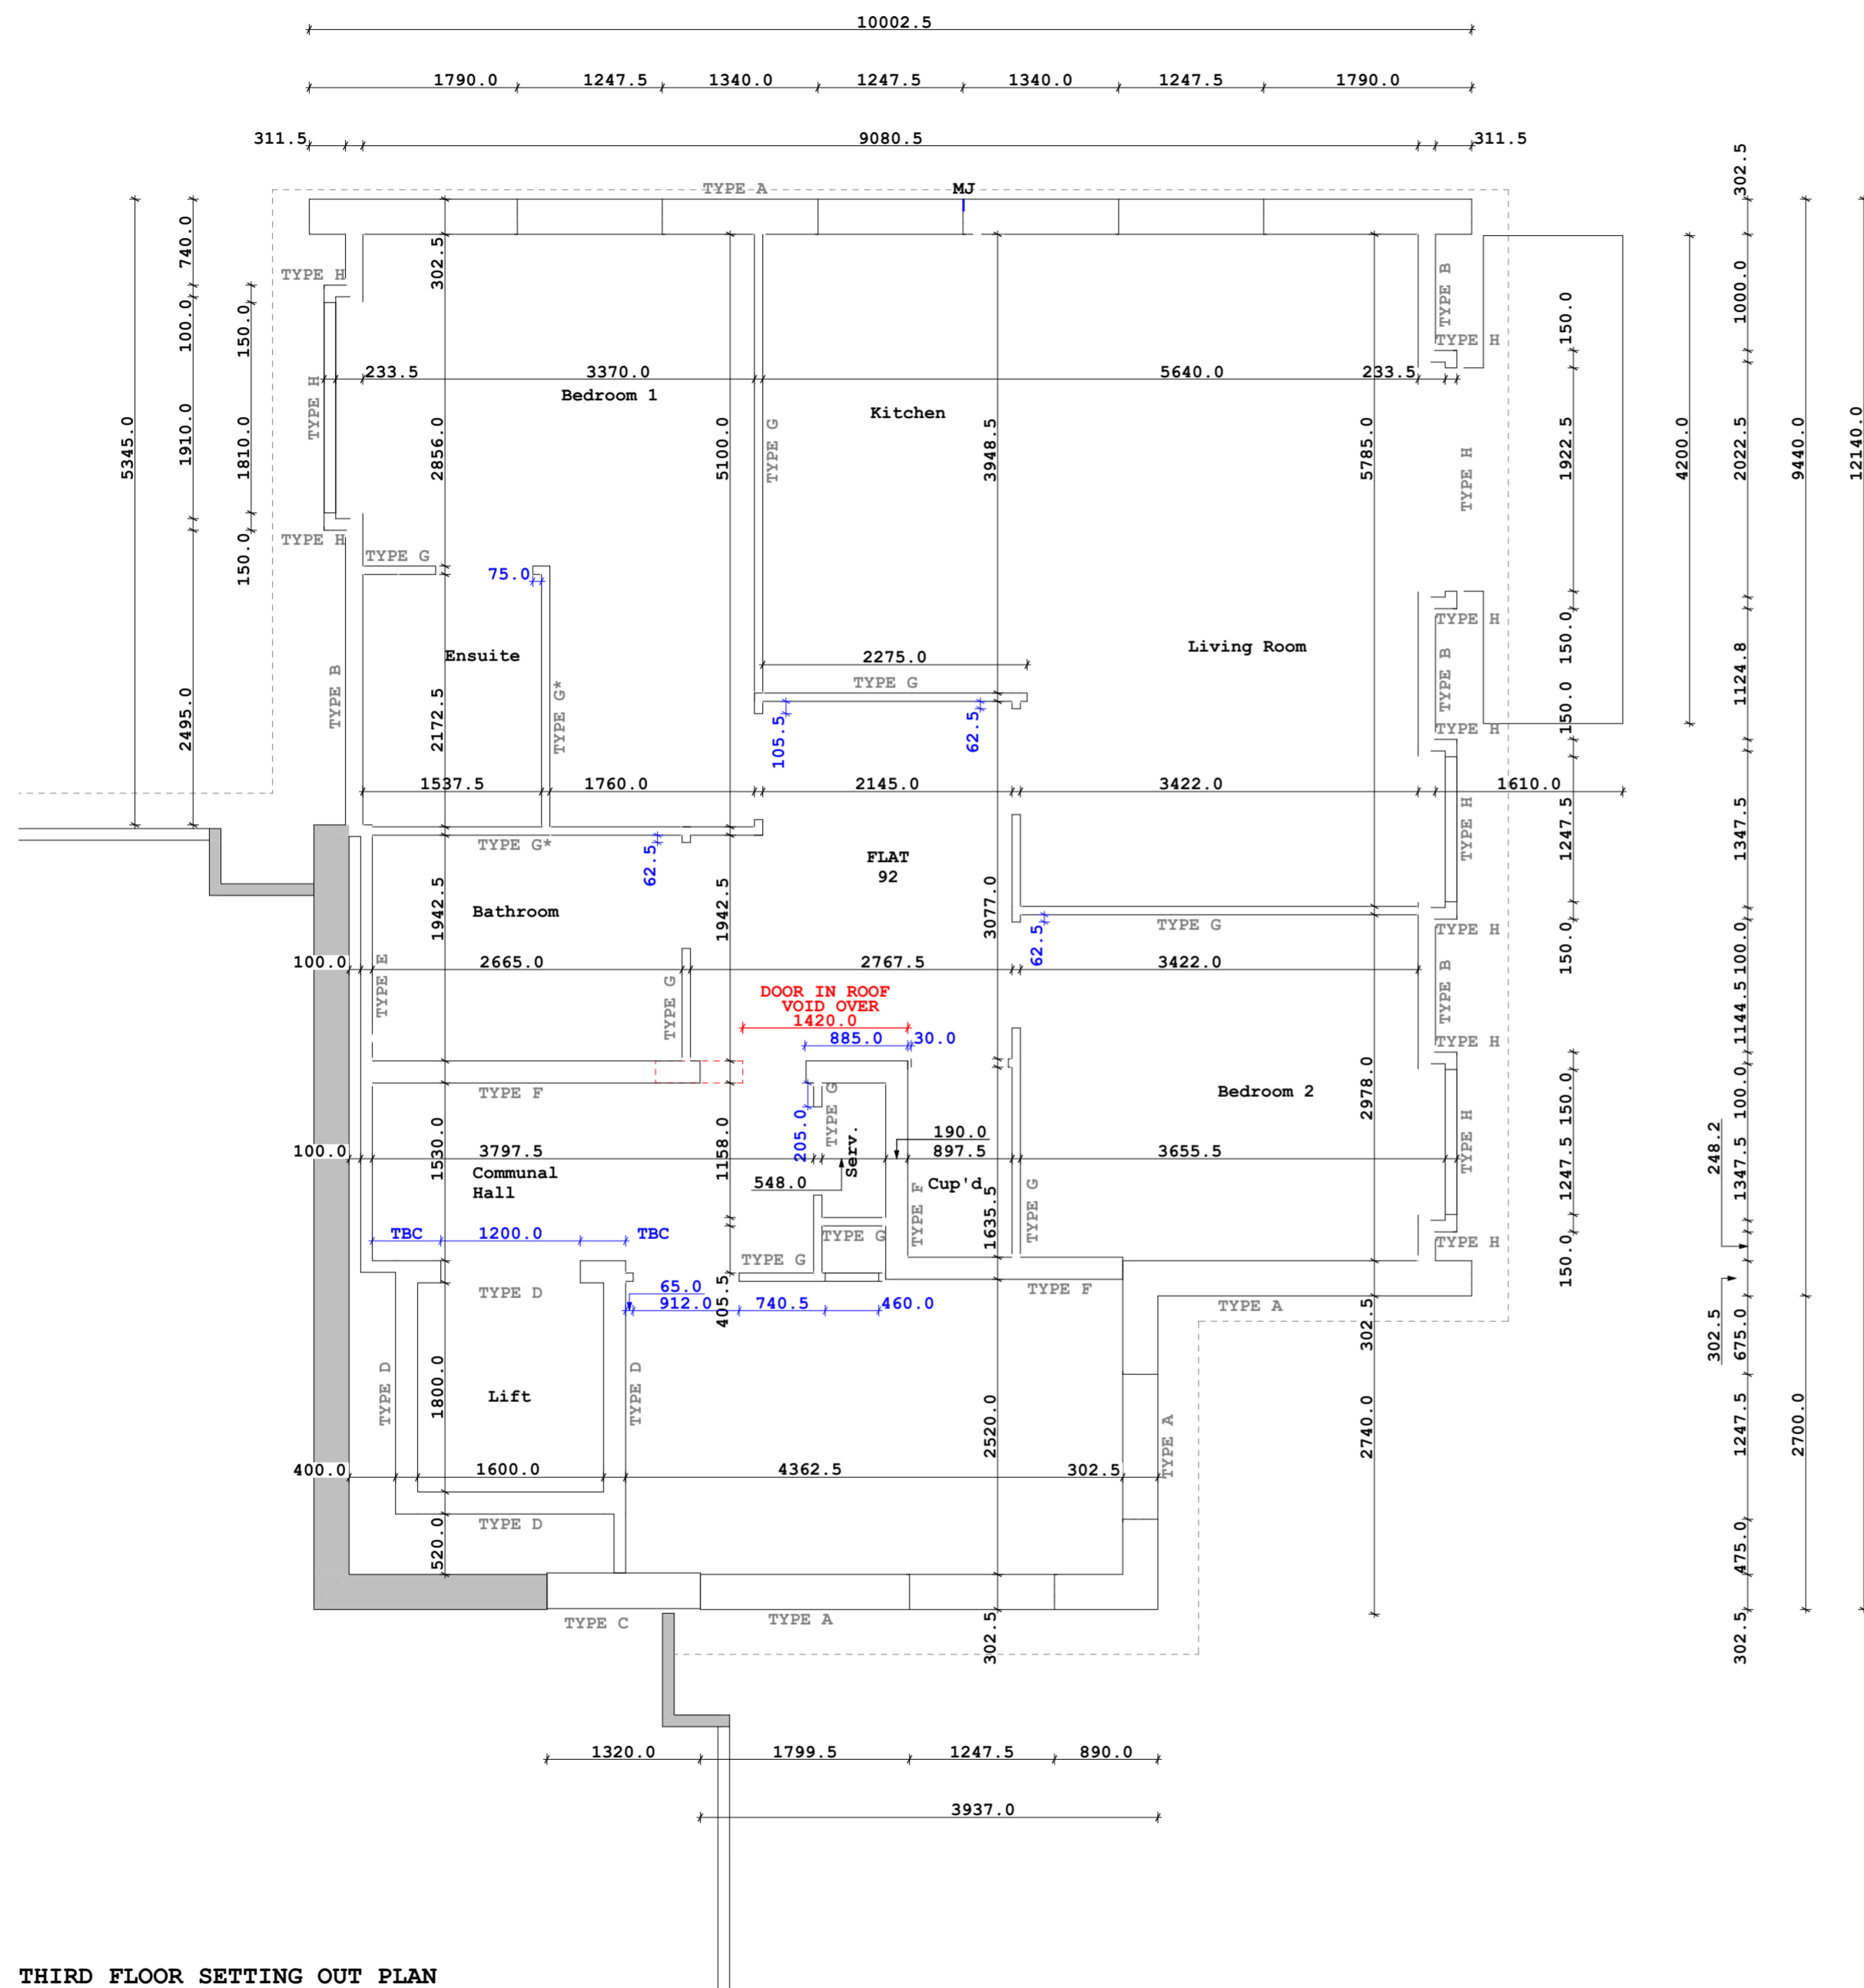 10002.5
1790.0 1247.5 1340.0 1247.5 1340.0 1247.5 1790.0
311.5 9080.5 311.5
302.5
TYPE A MJ
740.0
302.5
TYPE H
TYPE B
1000.0
100.0
150.0
150.0
TYPE H
233.5 3370.0 5640.0 233.5
Bedroom 1
TYPE H
Kitchen
5345.0
1910.0
1810.0
2856.0
5100.0
TYPE G
3948.5
5785.0
TYPE H
1922.5
4200.0
2022.5
9440.0
12140.0
TYPE H
150.0
TYPE G
75.0
TYPE H
150.0
Ensuite
Living Room
2275.0
TYPE G
TYPE B
2495.0
TYPE B
2172.5
TYPE G*
105.5
62.5
150.0
1124.8
TYPE H
1537.5 1760.0 2145.0 3422.0 1610.0
TYPE H
1247.5
1347.5
TYPE G*
62.5
FLAT
92
Bathroom
1942.5
1942.5
3077.0
TYPE G
62.5
TYPE H
150.0
100.0
100.0 2665.0 2767.5 3422.0
TYPE E
TYPE G
TYPE B
1144.5
DOOR IN ROOF
VOID OVER
1420.0
885.0 30.0
TYPE H
TYPE F
TYPE G
Bedroom 2
2978.0
150.0
100.0
205.0
Serv.
190.0
100.0 3797.5 897.5 3655.5
1530.0
1158.0
TYPE H
1247.5
1347.5
248.2
Communal
Hall
548.0
Cup'd
TYPE F
TYPE G
1635.5
TBC 1200.0 TBC
TYPE G
TYPE H
TYPE G
150.0
TYPE D
65.0
TYPE F
912.0 740.5 460.0
TYPE A
405.5
302.5
302.5
675.0
TYPE D
1800.0
TYPE D
Lift
2520.0
2740.0
TYPE A
1247.5
2700.0
400.0 1600.0 4362.5 302.5
TYPE D
520.0
475.0
TYPE C
TYPE A
302.5
302.5
1320.0 1799.5 1247.5 890.0
3937.0
THIRD FLOOR SETTING OUT PLAN